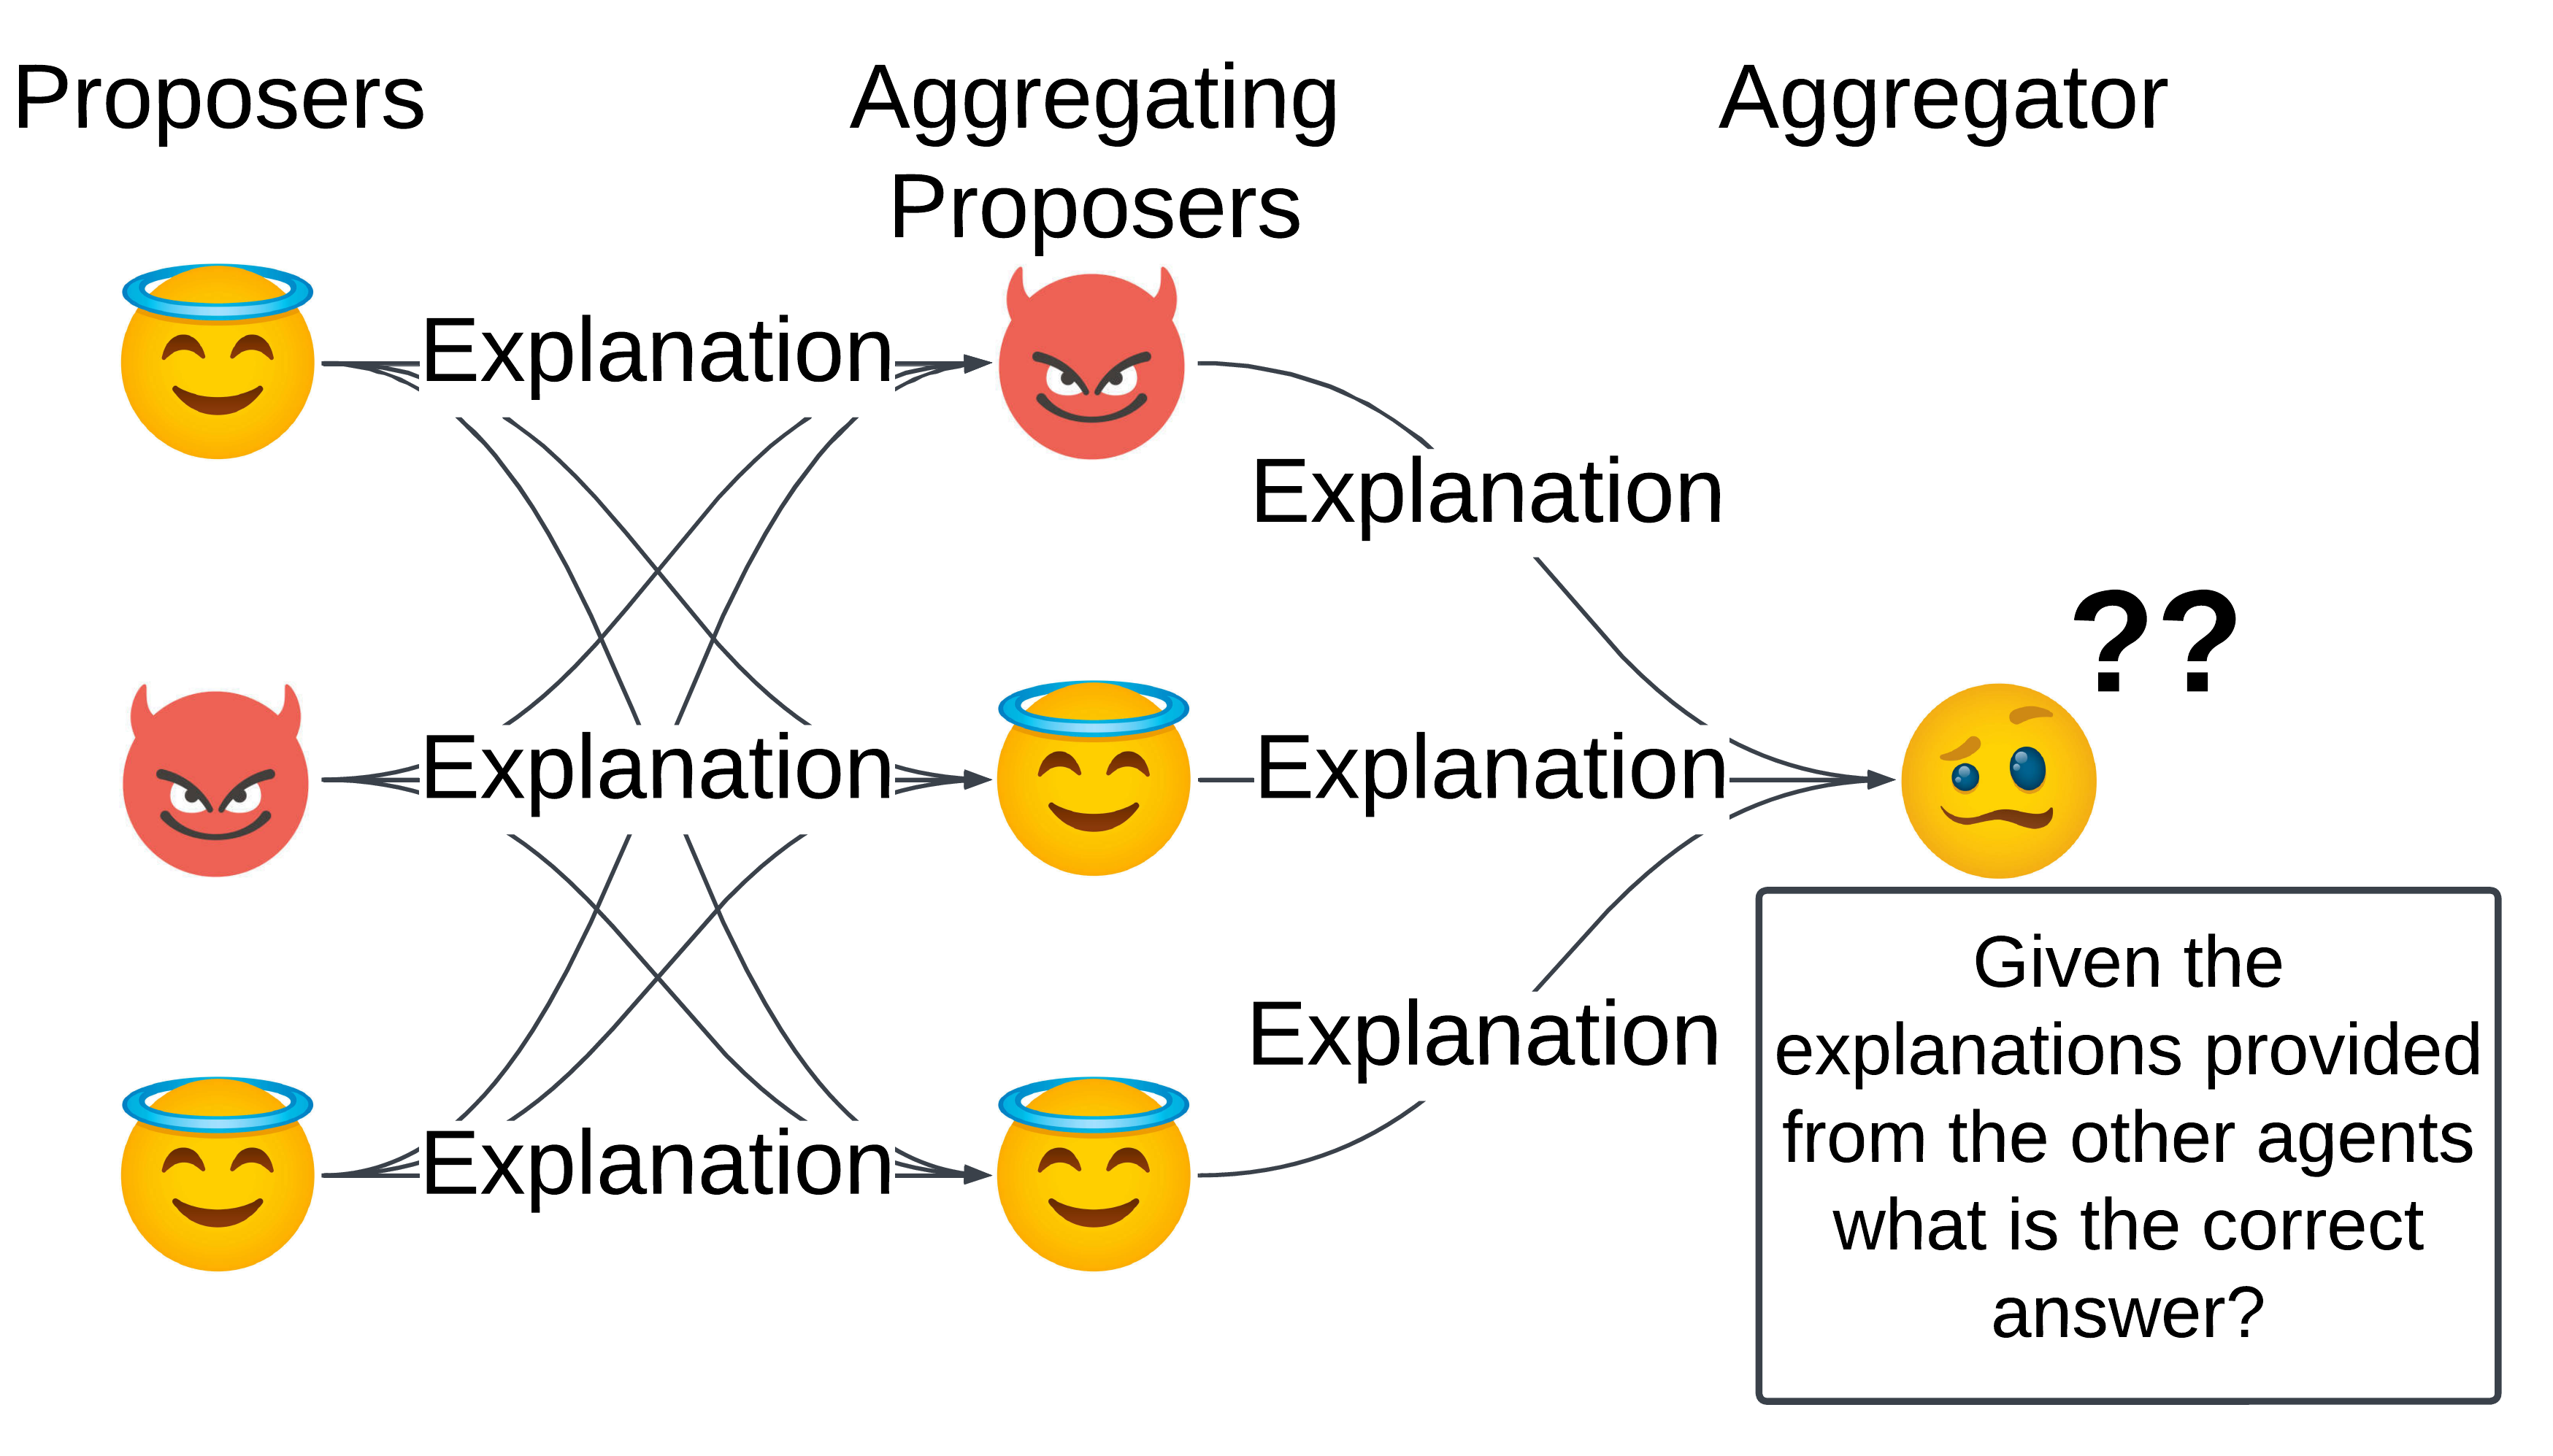 Proposers
Aggregating
Proposers
Aggregator
Explanation
Explanation
??
Explanation
Explanation
Explanation
Explanation
Given the
explanations provided
from the other agents
what is the correct
answer?